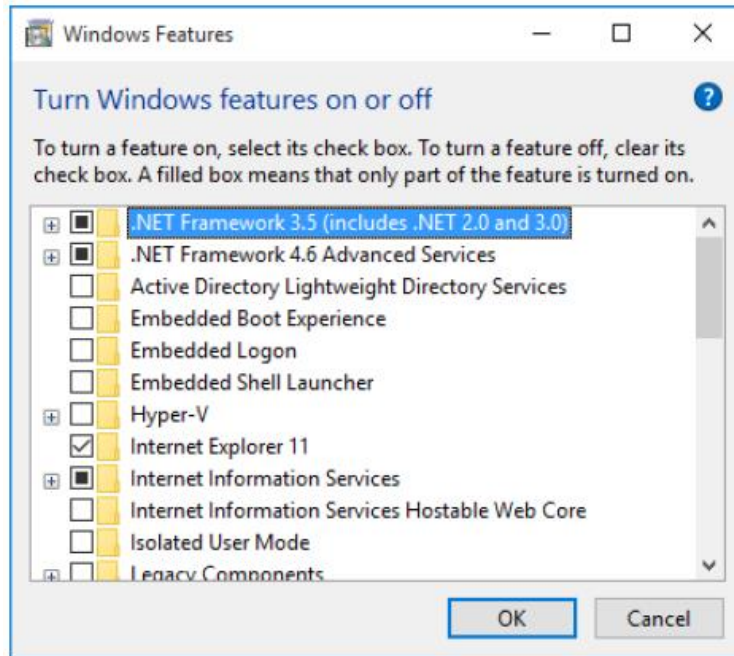 Windows Features
Turn Windows features on or off
To turn a feature on, select its check box. To turn a feature off, clear its
check box. A filled box means that only part of the feature is turned on.
.NET Framework 3.5 (includes .NET 2.0 and 3.0)
.NET Framework 4.6 Advanced Services
Active Directory Lightweight Directory Services
Embedded Boot Experience
Embedded Logon
Embedded Shell Launcher
Hyper-V
Internet Explorer 11
Internet Information Services
Internet Information Services Hostable Web Core
Isolated User Mode
Legacy Components
OK
Cancel